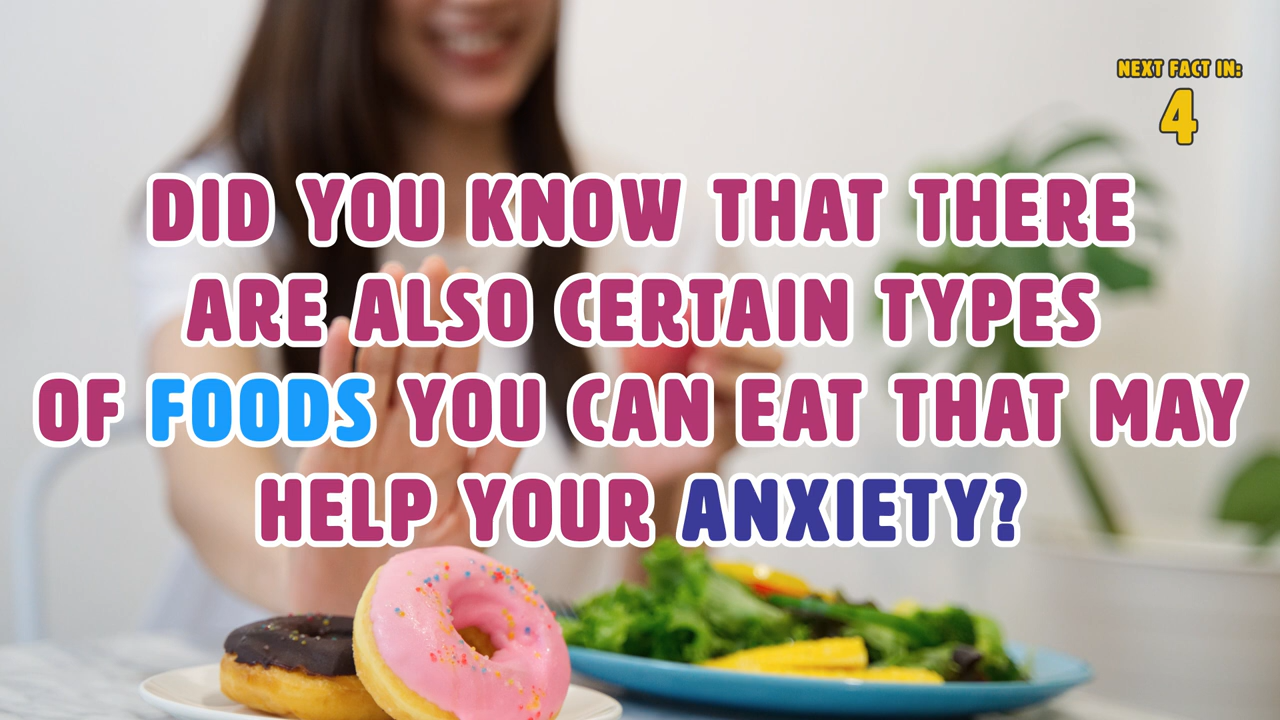 NEXT FACT IN:
4
DID YOU KNOW THAT THERE
ARE ALSO CERTAIN TYPES
OF FOODS YOU CAN EAT THAT MAY
HELP YOUR ANXIETY?